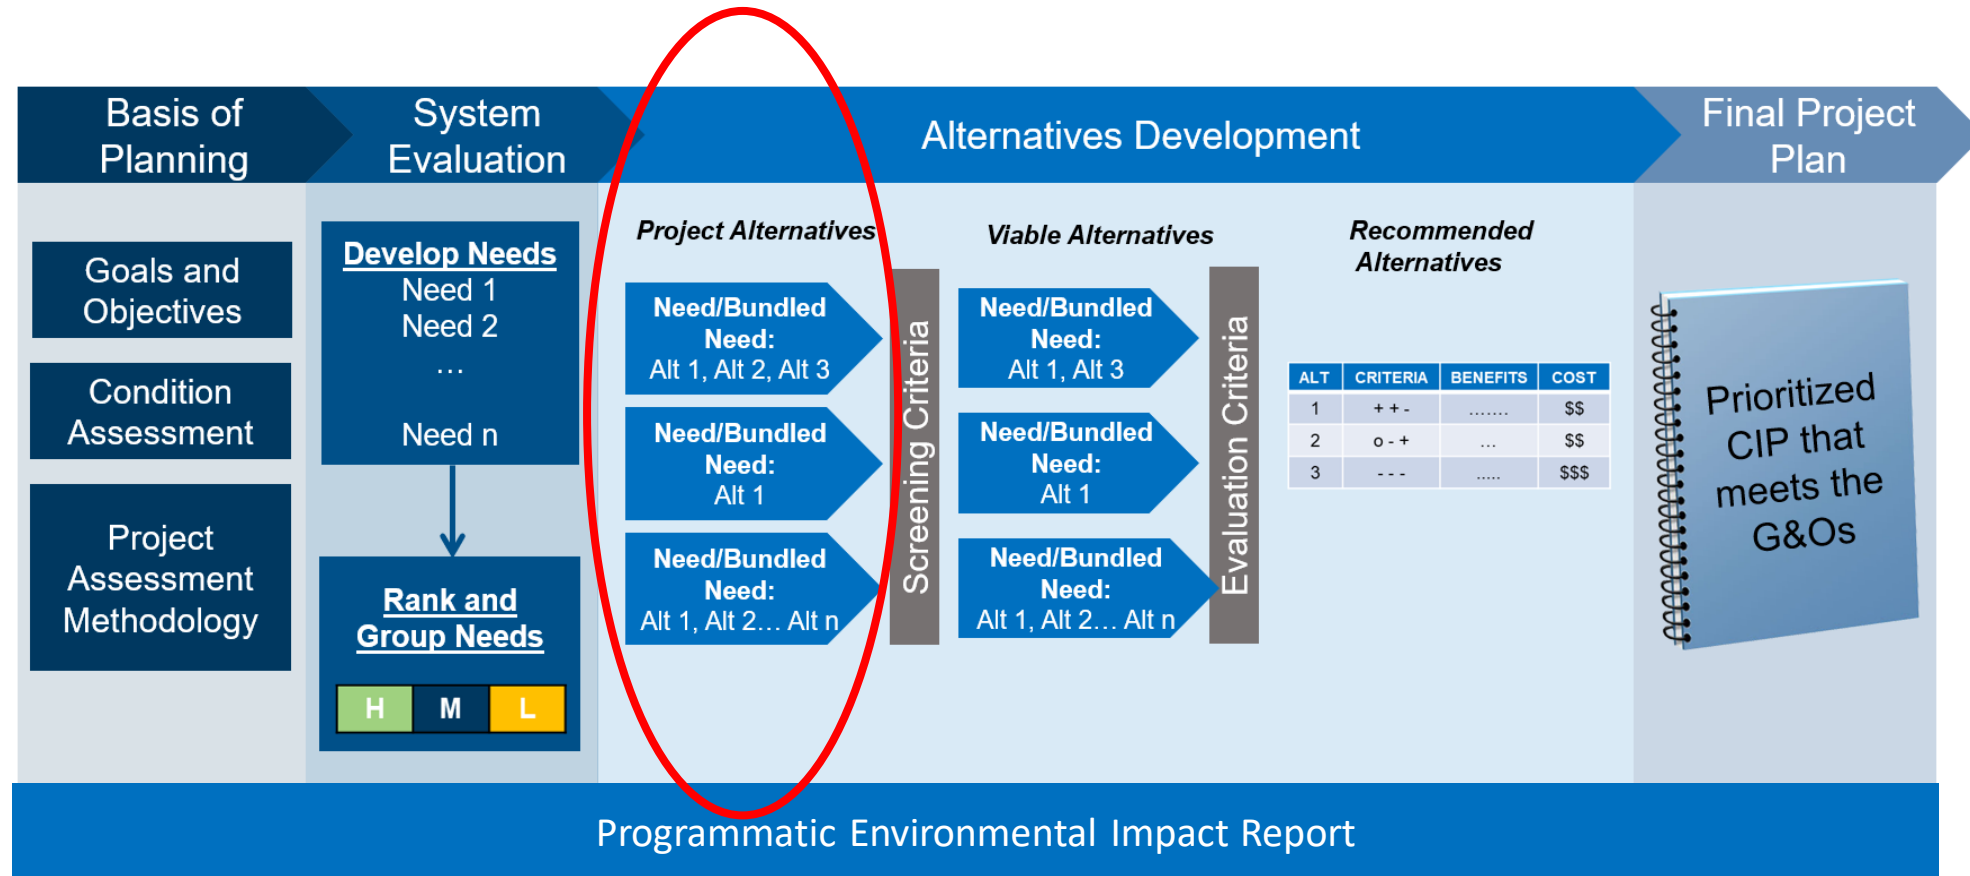 Basis of
Planning
System
Evaluation
Alternatives Development
Final Project
Plan
Goals and
Objectives
Condition
Assessment
Project
Assessment
Methodology
Develop Needs
Need 1
Need 2
...
Need n
Rank and
Group Needs
H M L
Project Alternatives
Need/Bundled
Need:
Alt 1, Alt 2, Alt 3
Need/Bundled
Need:
Alt 1
Need/Bundled
Need:
Alt 1, Alt 2... Alt n
Screening Criteria
Viable Alternatives
Need/Bundled
Need:
Alt 1, Alt 3
Need/Bundled
Need:
Alt 1
Need/Bundled
Need:
Alt 1, Alt 2... Alt n
Evaluation Criteria
Recommended
Alternatives
ALT CRITERIA BENEFITS COST
1 + + - ....... $$
2 o - + ... $$
3 - - - ..... $$$
Prioritized
CIP that
meets the
G&Os
Programmatic Environmental Impact Report